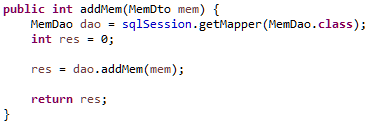 public int addMem(MemDto mem) {
    MemDao dao = sqlSession.getMapper(MemDao.class);
    int res = 0;

    res = dao.addMem(mem);

    return res;
}